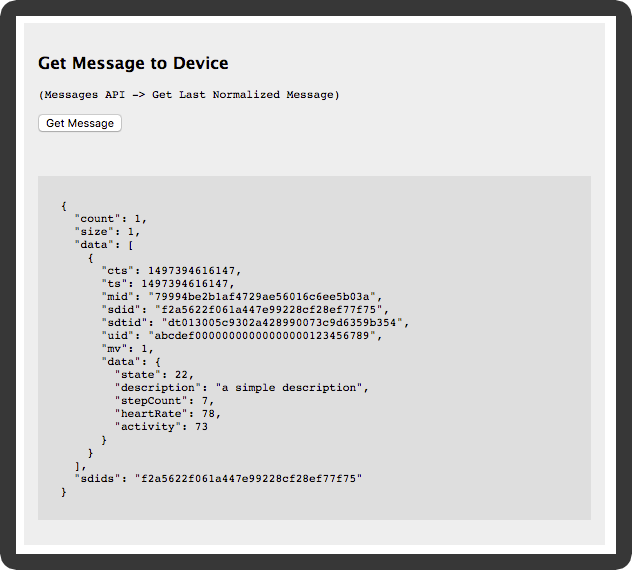 Get Message to Device
(Messages API -> Get Last Normalized Message)
Get Message
{
"count": 1,
"size": 1,
"data": [
{
"cts": 1497394616147,
"ts": 1497394616147,
"mid": "79994be2b1af4729ae56016c6ee5b03a",
"sdid": "f2a5622f061a447e99228cf28ef77f75",
"sdtid": "dt013005c9302a428990073c9d6359b354",
"uid": "abcdef00000000000000000123456789",
"mv": 1,
"data": {
"state": 22,
"description": "a simple description",
"stepCount": 7,
"heartRate": 78,
"activity": 73
}
}
],
"sdids": "f2a5622f061a447e99228cf28ef77f75"
}